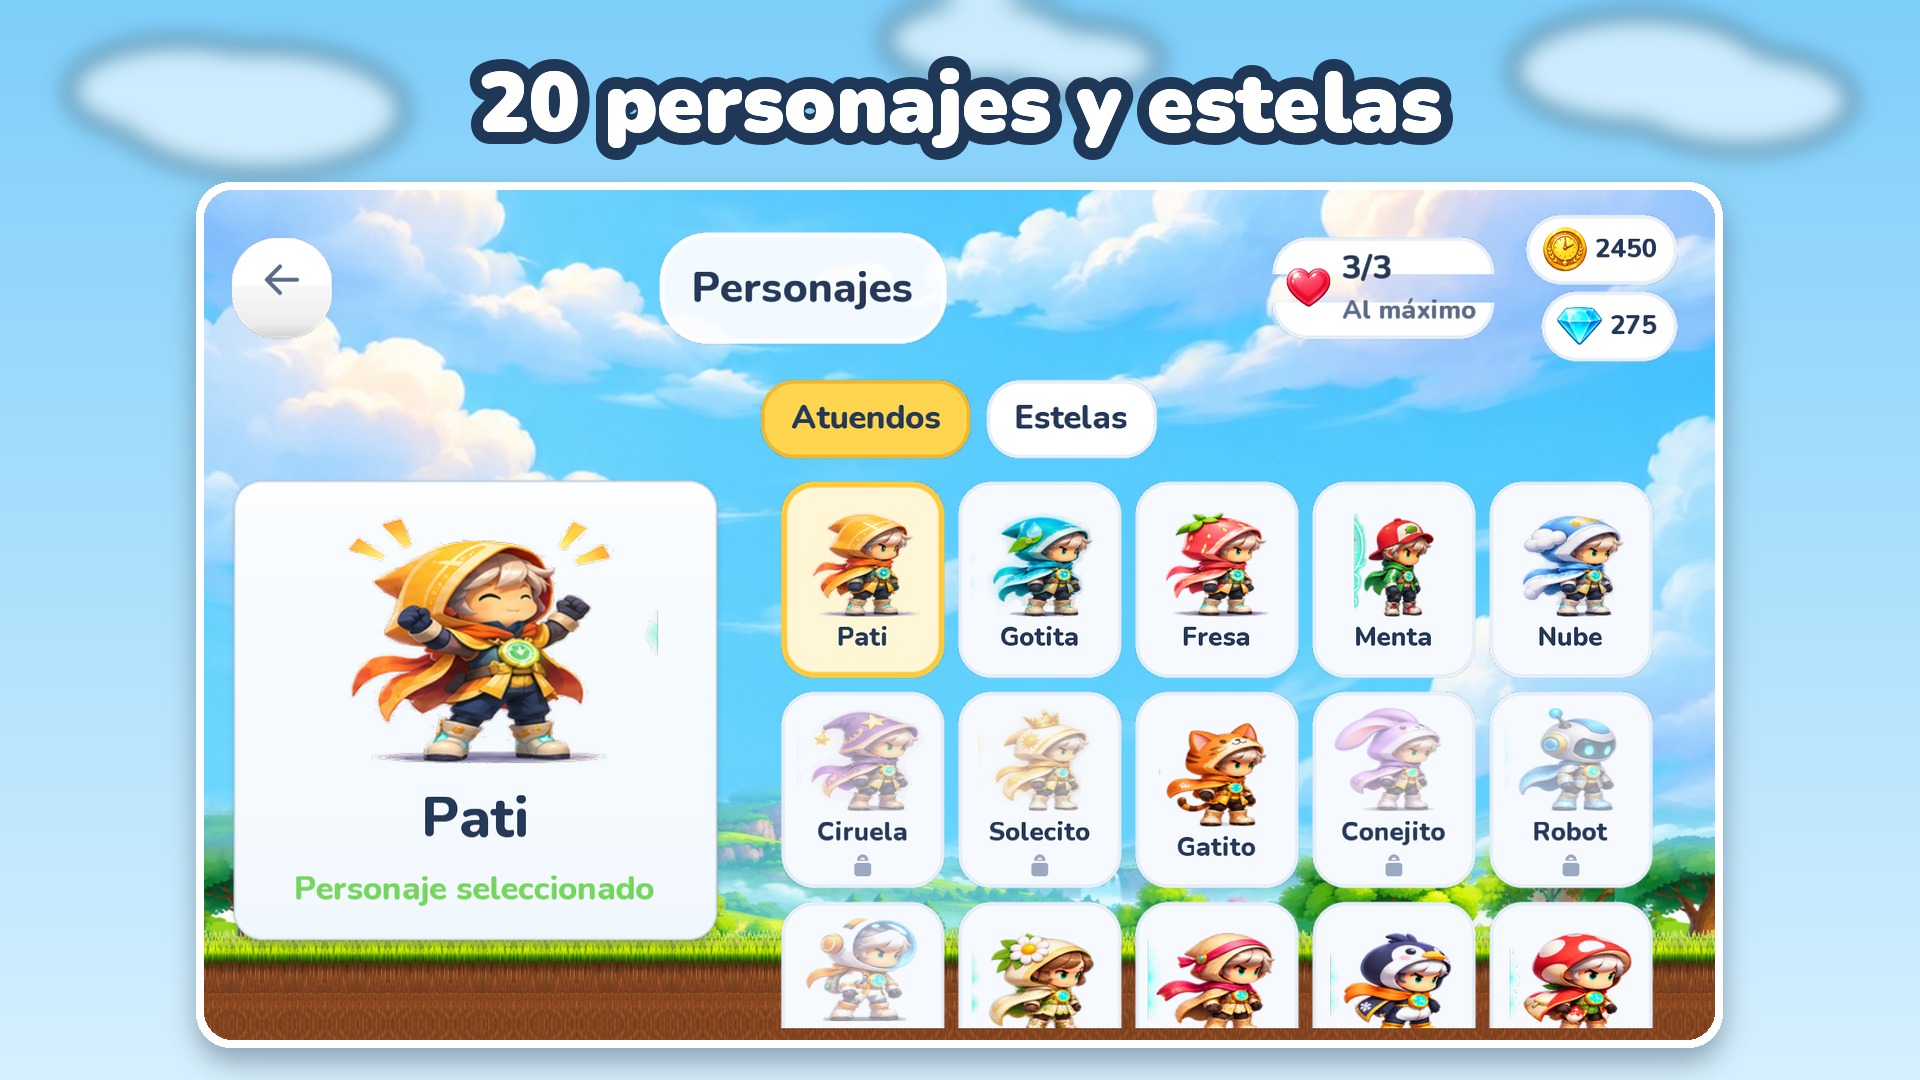 20 personajes y estelas
Personajes
3/3
Al máximo
2450
275
Atuendos
Estelas
Pati
Personaje seleccionado
Pati
Gotita
Fresa
Menta
Nube
Ciruela
Solecito
Gatito
Conejito
Robot